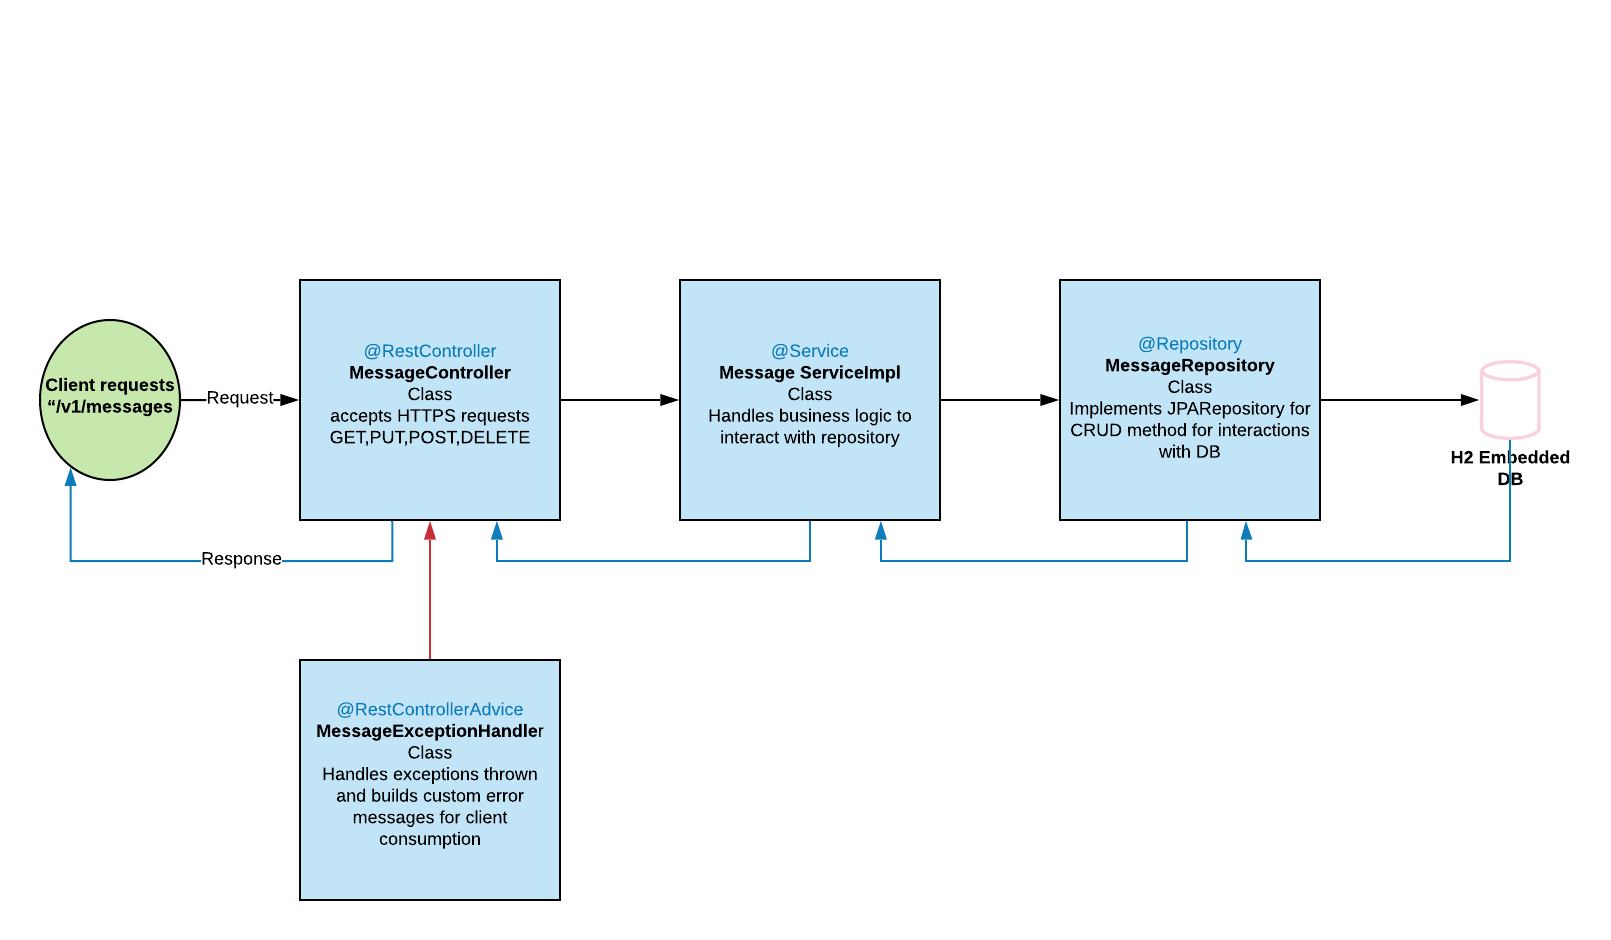 Client requests
“/v1/messages
Request
@RestController
MessageController
Class
accepts HTTPS requests
GET,PUT,POST,DELETE
@Service
Message ServiceImpl
Class
Handles business logic to
interact with repository
@Repository
MessageRepository
Class
Implements JPARepository for
CRUD method for interactions
with DB
H2 Embedded
DB
Response
@RestControllerAdvice
MessageExceptionHandler
Class
Handles exceptions thrown
and builds custom error
messages for client
consumption